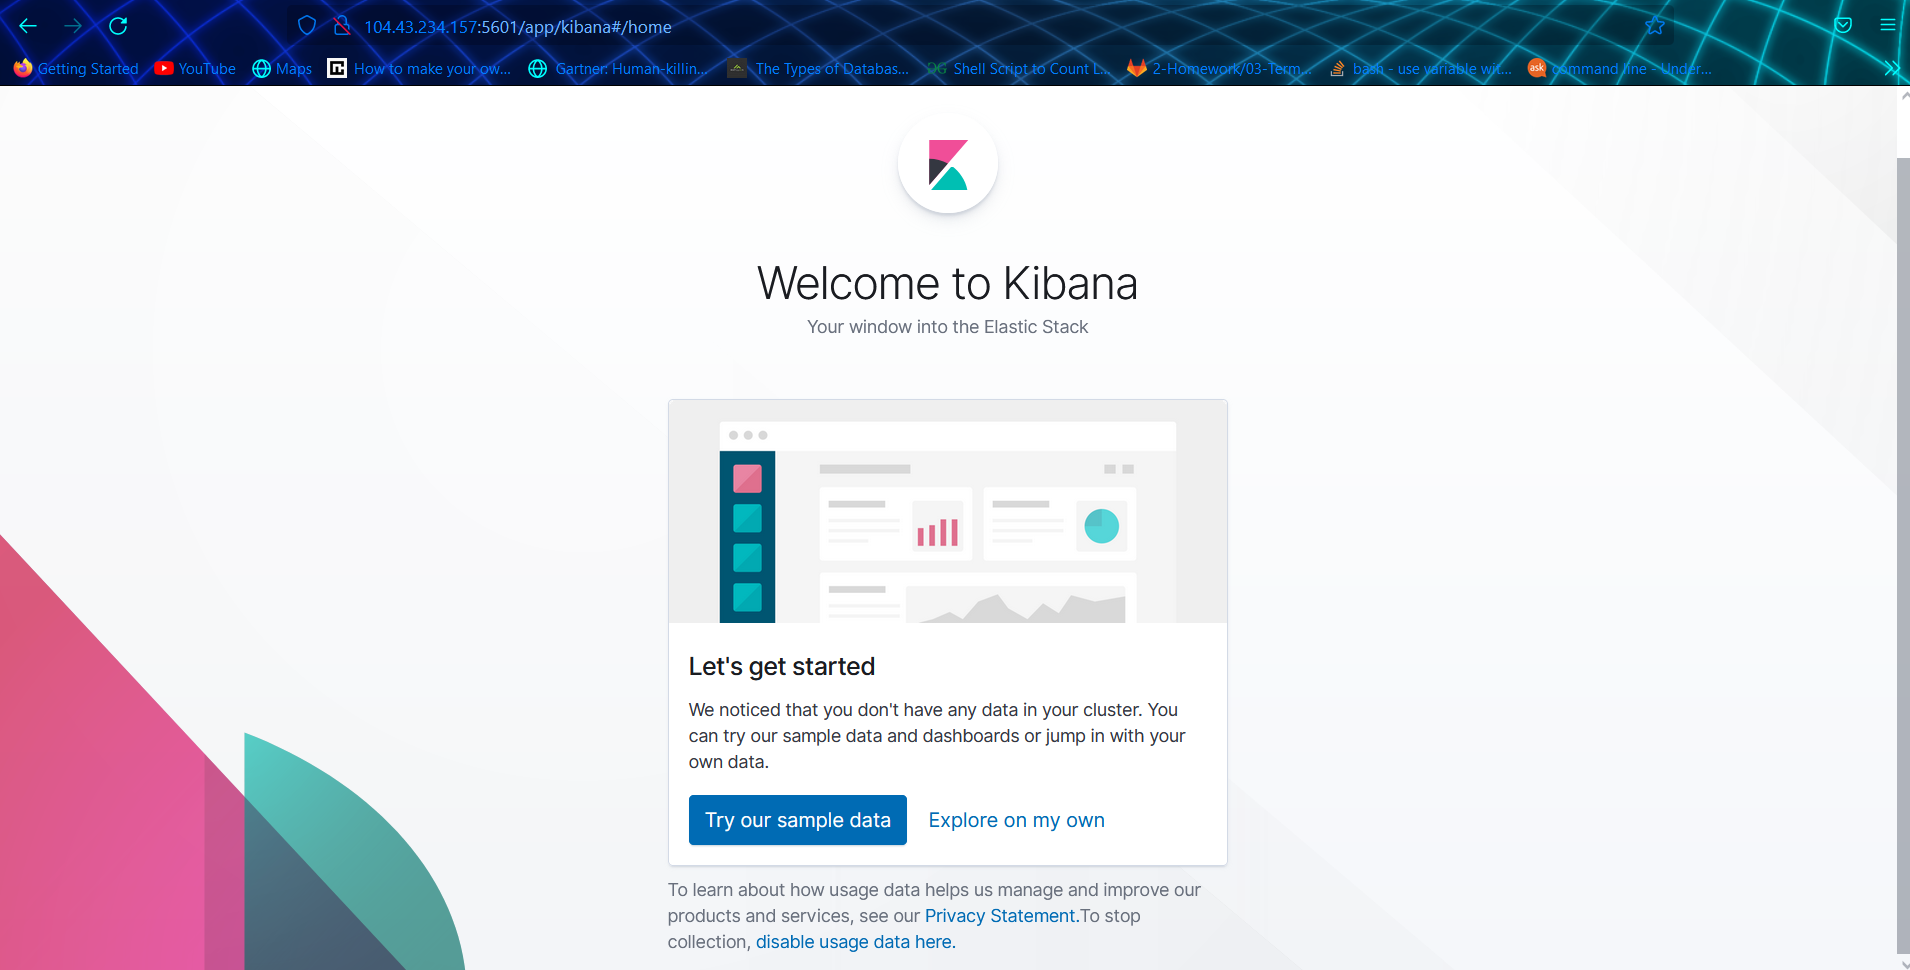 104.43.234.157:5601/app/kibana#/home
Getting Started YouTube Maps How to make your ow... Gartner: Human-killin... The Types of Databas... DG Shell Script to Count L... 2-Homework/03-Term... bash - use variable wit... ask command line - Under...
Welcome to Kibana
Your window into the Elastic Stack
Let's get started
We noticed that you don't have any data in your cluster. You
can try our sample data and dashboards or jump in with your
own data.
Try our sample data Explore on my own
To learn about how usage data helps us manage and improve our
products and services, see our Privacy Statement.To stop
collection, disable usage data here.